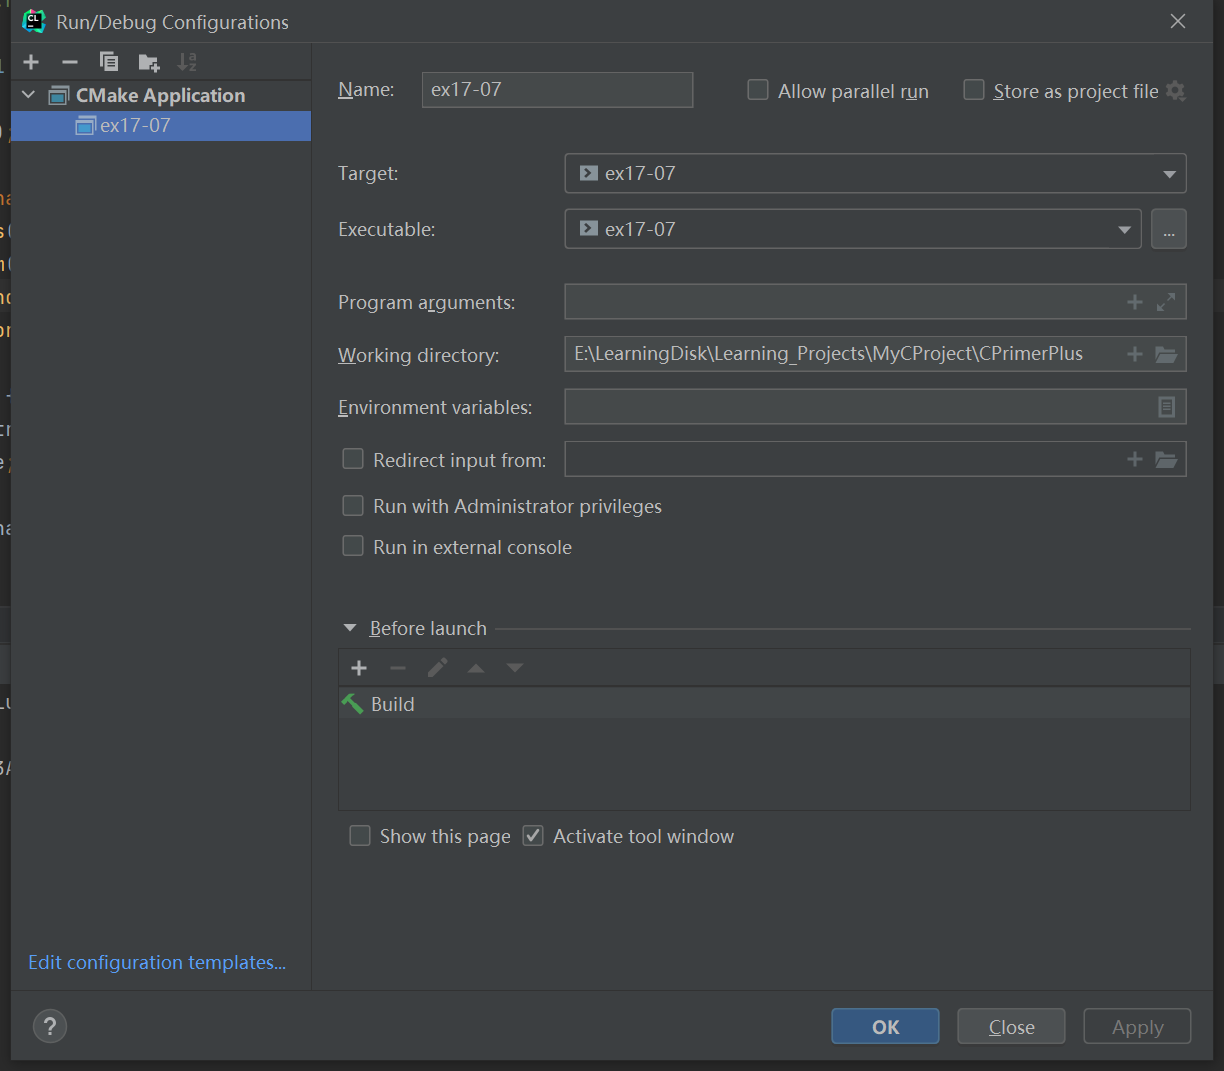 CL
Run/Debug Configurations
CMake Application
ex17-07
Name:
ex17-07
Allow parallel run
Store as project file
Target:
ex17-07
Executable:
ex17-07
...
Program arguments:
Working directory:
E:\LearningDisk\Learning_Projects\MyCProject\CPrimerPlus
Environment variables:
Redirect input from:
Run with Administrator privileges
Run in external console
Before launch
Build
Show this page
Activate tool window
Edit configuration templates...
?
OK
Close
Apply